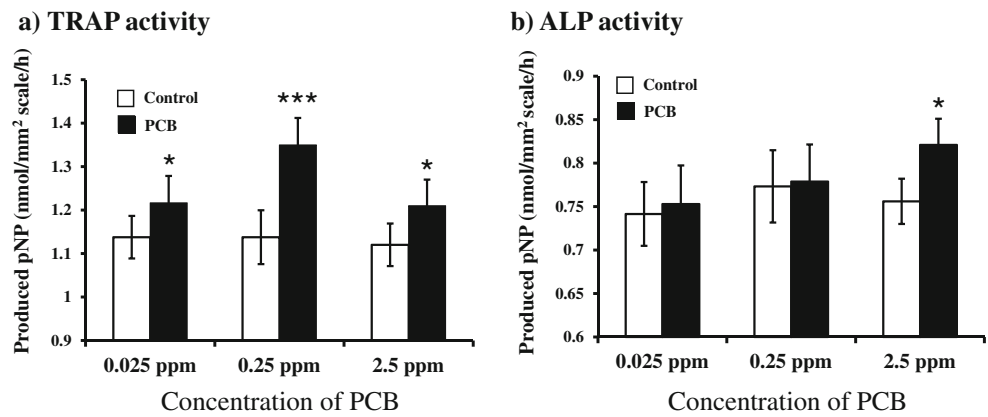 a) TRAP activity
Produced pNP (nmol/mm² scale/h)
1.5
1.4
1.3
1.2
1.1
1
0.9
Control
PCB
*
***
*
0.025 ppm 0.25 ppm 2.5 ppm
Concentration of PCB
b) ALP activity
Produced pNP (nmol/mm² scale/h)
0.9
0.85
0.8
0.75
0.7
0.65
0.6
Control
PCB
*
0.025 ppm 0.25 ppm 2.5 ppm
Concentration of PCB